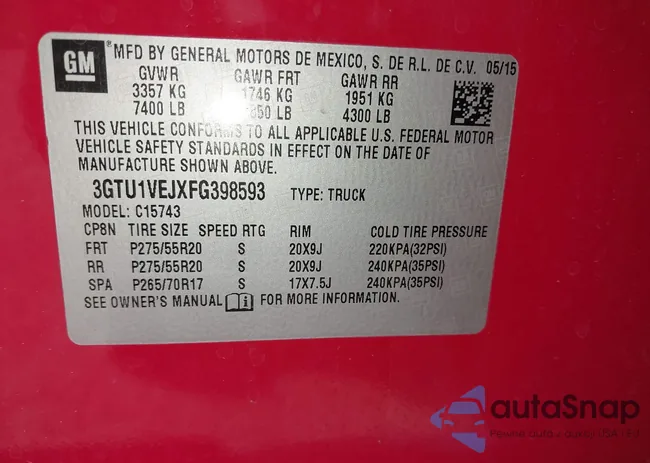 GM
MFD BY GENERAL MOTORS DE MEXICO, S. DE R.L. DE C.V. 05/15
GVWR GAWR FRT GAWR RR
3357 KG 1746 KG 1951 KG
7400 LB 3850 LB 4300 LB
THIS VEHICLE CONFORMS TO ALL APPLICABLE U.S. FEDERAL MOTOR
VEHICLE SAFETY STANDARDS IN EFFECT ON THE DATE OF
MANUFACTURE SHOWN ABOVE.
3GTU1VEJXFG398593 TYPE: TRUCK
MODEL: C15743
CP8N TIRE SIZE SPEED RTG RIM COLD TIRE PRESSURE
FRT P275/55R20 S 20X9J 220KPA(32PSI)
RR P275/55R20 S 20X9J 240KPA(35PSI)
SPA P265/70R17 S 17X7.5J 240KPA(35PSI)
SEE OWNER'S MANUAL FOR MORE INFORMATION.
autaSnap